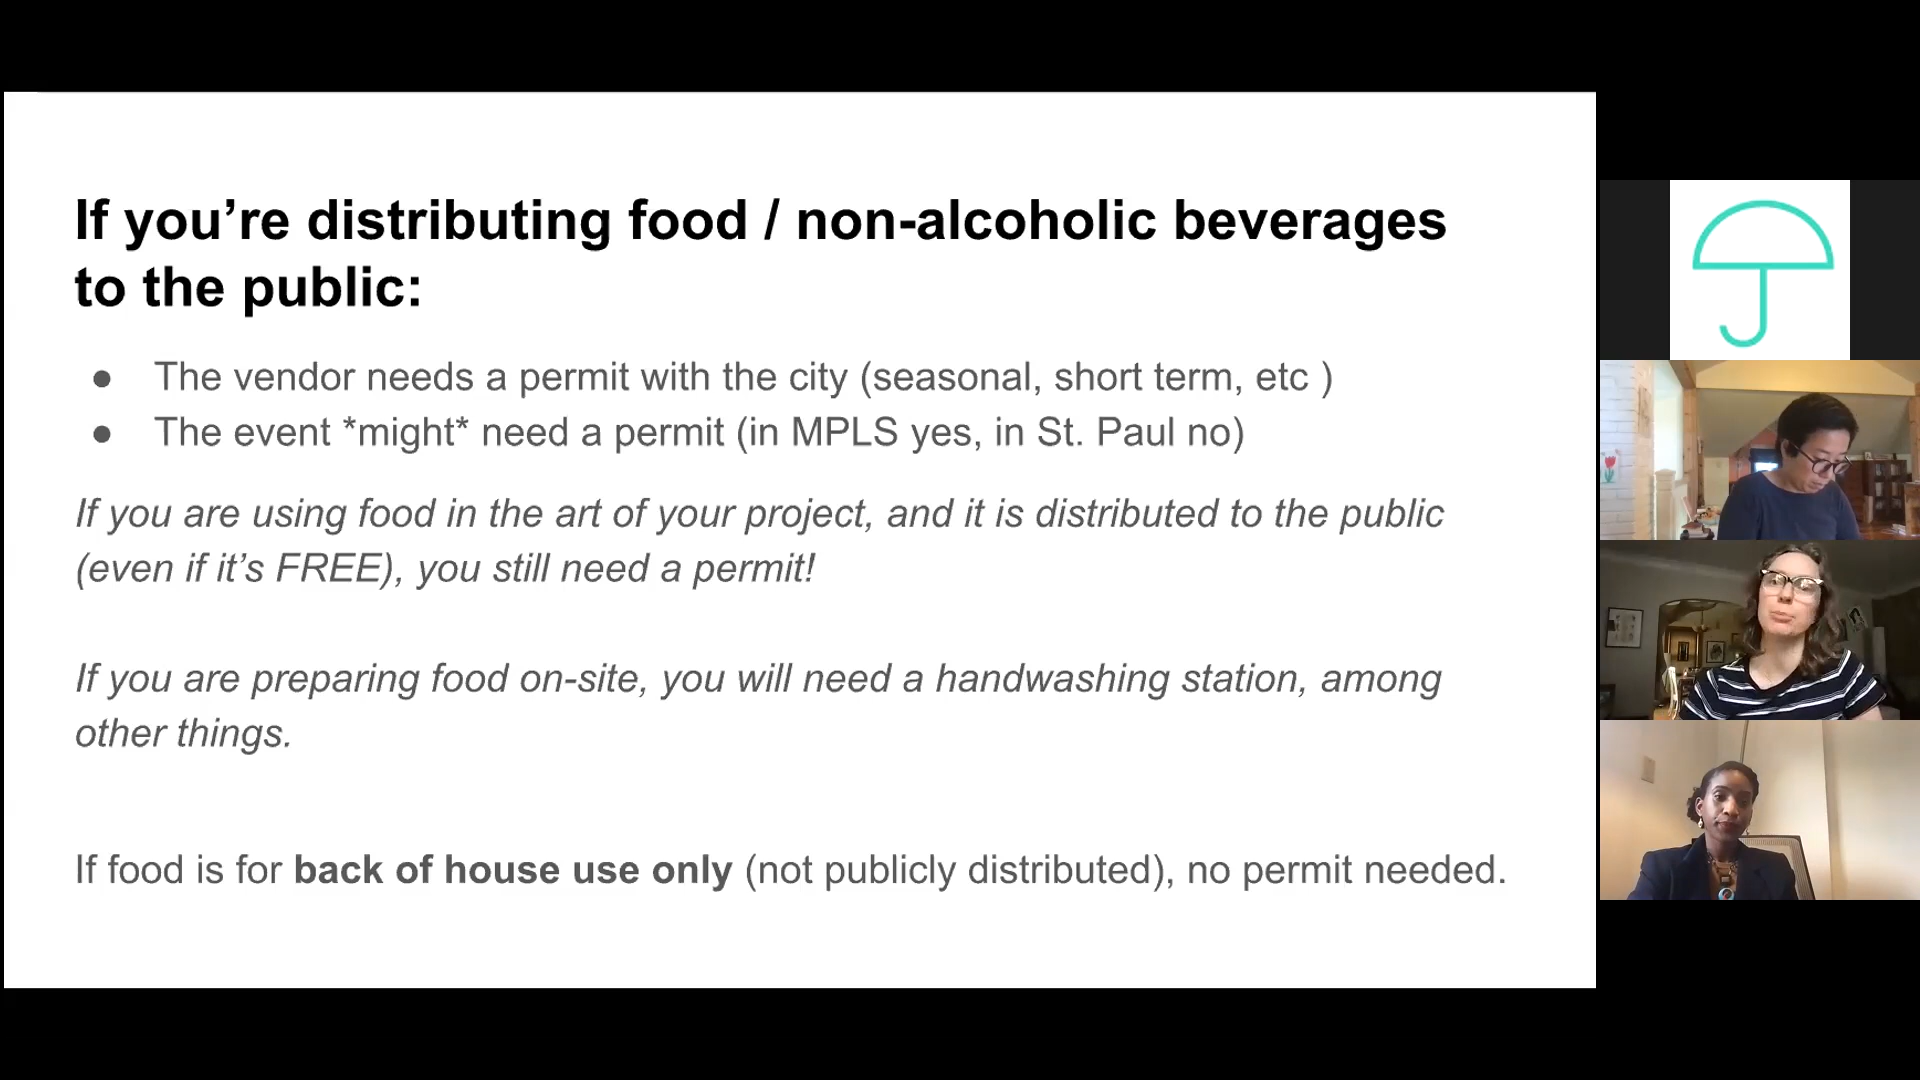 If you’re distributing food / non-alcoholic beverages
to the public:
● The vendor needs a permit with the city (seasonal, short term, etc )
● The event *might* need a permit (in MPLS yes, in St. Paul no)
If you are using food in the art of your project, and it is distributed to the public
(even if it’s FREE), you still need a permit!
If you are preparing food on-site, you will need a handwashing station, among
other things.
If food is for back of house use only (not publicly distributed), no permit needed.